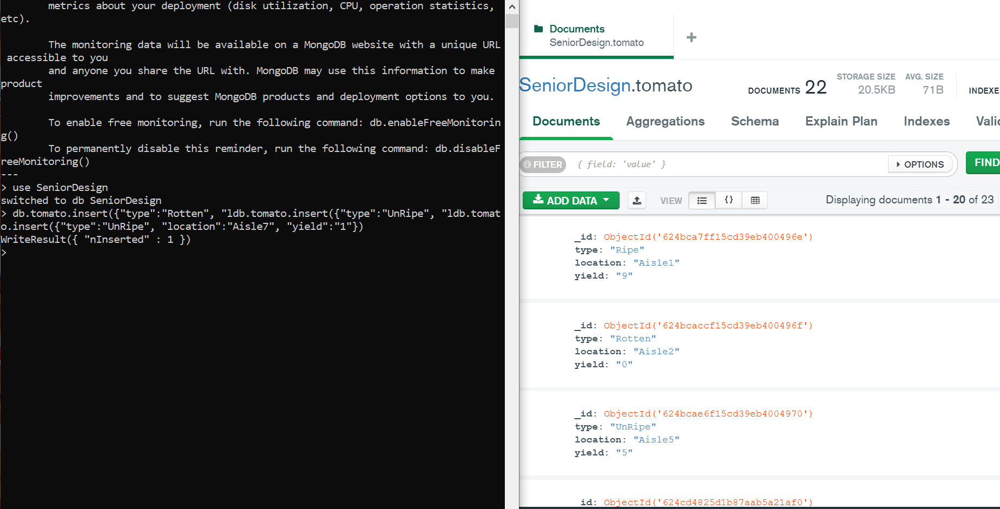 metrics about your deployment (disk utilization, CPU, operation statistics,
etc).
The monitoring data will be available on a MongoDB website with a unique URL
accessible to you
and anyone you share the URL with. MongoDB may use this information to make
product
improvements and to suggest MongoDB products and deployment options to you.
To enable free monitoring, run the following command: db.enableFreeMonitorin
g()
To permanently disable this reminder, run the following command: db.disableF
reeMonitoring()
---
> use SeniorDesign
switched to db SeniorDesign
> db.tomato.insert({"type":"Rotten", "ldb.tomato.insert({"type":"UnRipe", "ldb.tomat
o.insert({"type":"UnRipe", "location":"Aisle7", "yield":"1"})
WriteResult({ "nInserted" : 1 })
>
Documents
SeniorDesign.tomato
+
SeniorDesign.tomato
DOCUMENTS 22
STORAGE SIZE
20.5KB
AVG. SIZE
71B
INDEXE
Documents Aggregations Schema Explain Plan Indexes Valid
FILTER { field: 'value' } OPTIONS FIND
ADD DATA VIEW {} Displaying documents 1 - 20 of 23
_id: ObjectId('624bca7ff15cd39eb400496e')
type: "Ripe"
location: "Aisle1"
yield: "9"
_id: ObjectId('624bcaccf15cd39eb400496f')
type: "Rotten"
location: "Aisle2"
yield: "0"
_id: ObjectId('624bcae6f15cd39eb4004970')
type: "UnRipe"
location: "Aisle5"
yield: "5"
_id: ObjectId('624cd4825d1b87aab5a21af0')